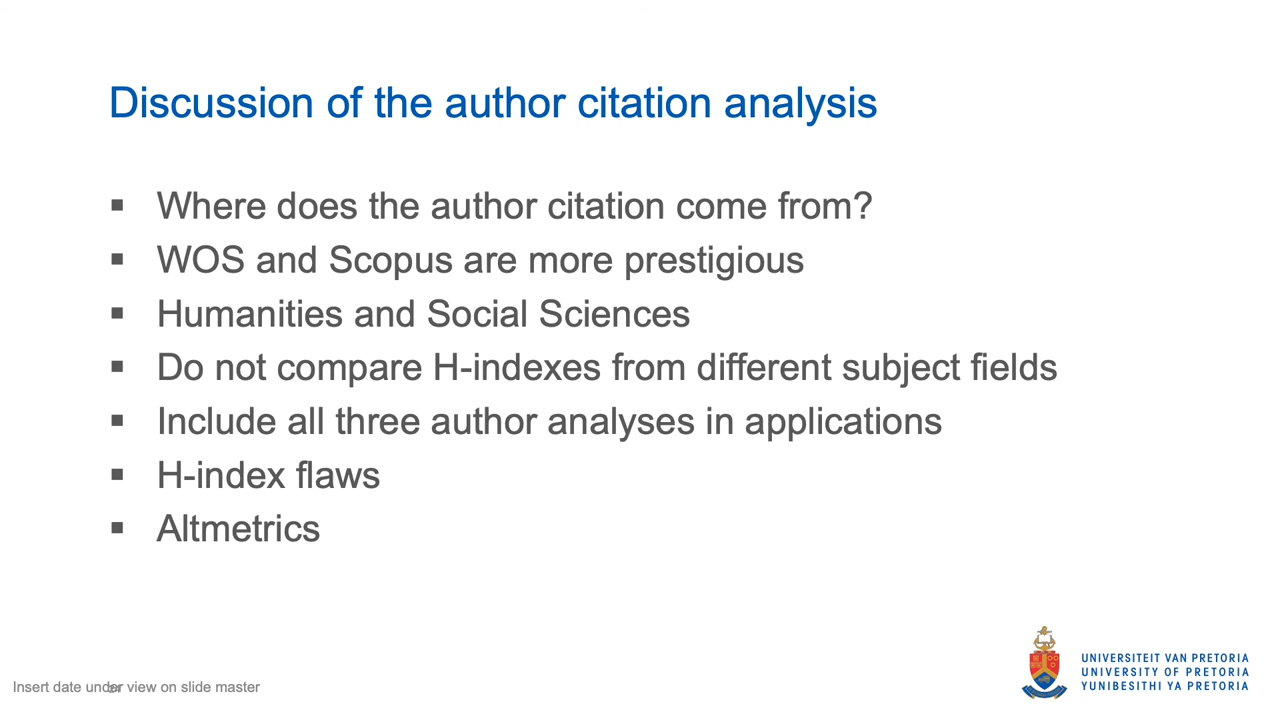 Discussion of the author citation analysis
Where does the author citation come from?
WOS and Scopus are more prestigious
Humanities and Social Sciences
Do not compare H-indexes from different subject fields
Include all three author analyses in applications
H-index flaws
Altmetrics
Insert date under view on slide master
UNIVERSITEIT VAN PRETORIA
UNIVERSITY OF PRETORIA
YUNIBESITHI YA PRETORIA